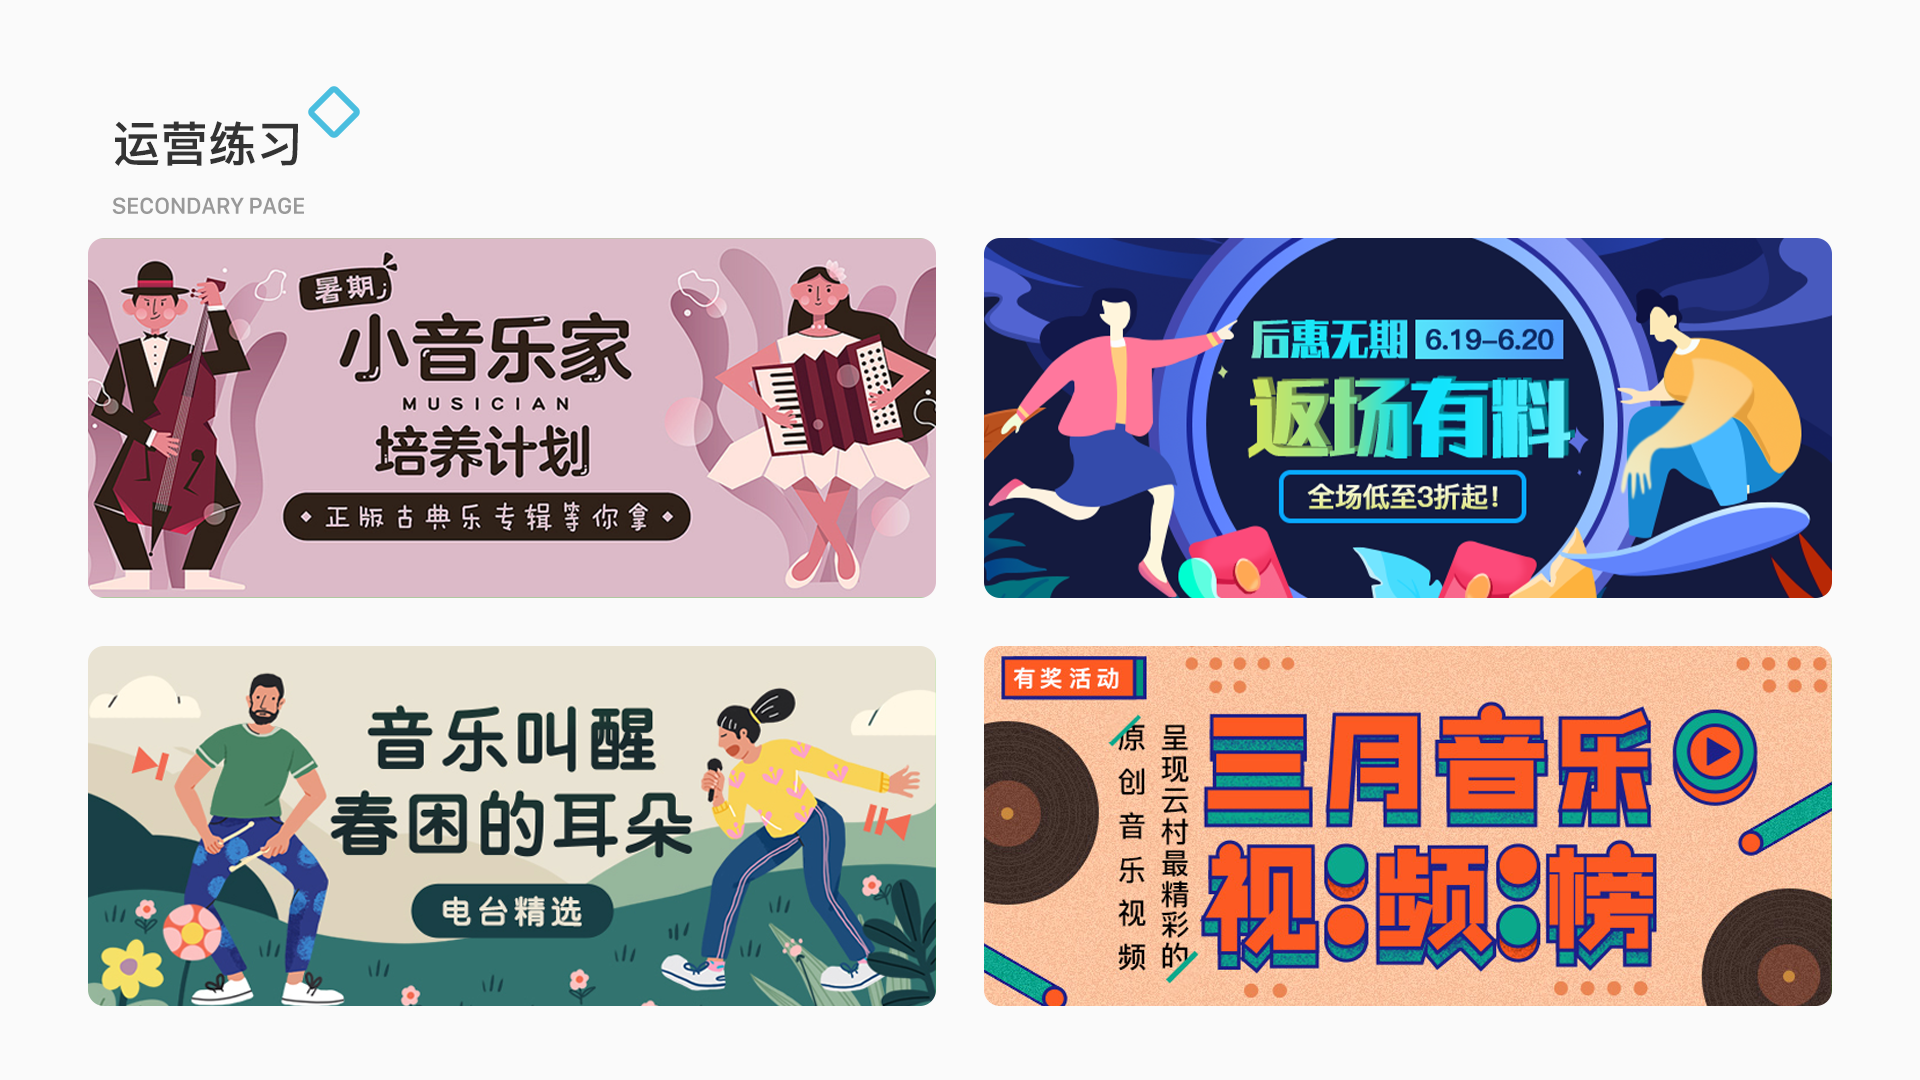 运营练习
SECONDARY PAGE
暑期
小音乐家
MUSICIAN
培养计划
正版古典乐专辑等你拿
后惠无期 6.19–6.20
返场有料
全场低至3折起!
音乐叫醒
春困的耳朵
电台精选
有奖活动
呈现云村最精彩的
原创音乐视频
三月音乐
视频榜